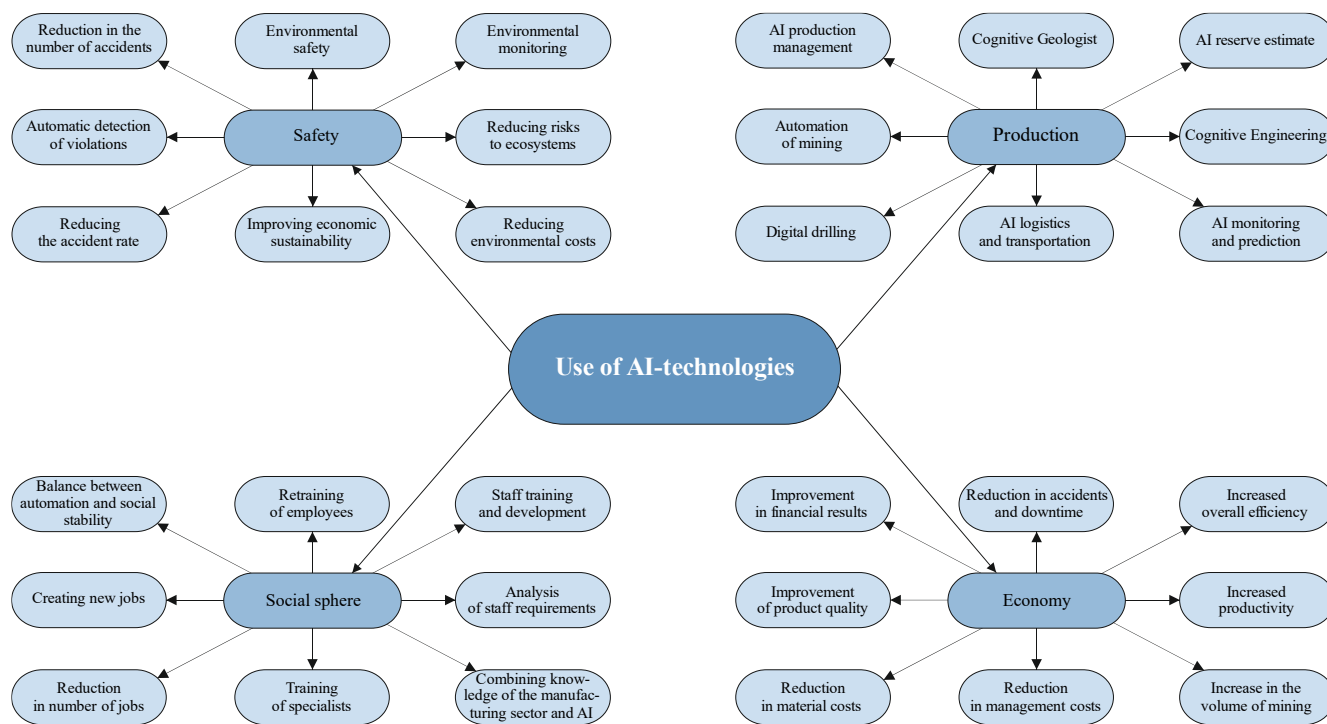 Reduction in the
number of accidents
Environmental
safety
Environmental
monitoring
Automatic detection
of violations
Safety
Reducing risks
to ecosystems
Reducing
the accident rate
Improving economic
sustainability
Reducing
environmental costs
AI production
management
Cognitive Geologist
AI reserve estimate
Automation
of mining
Production
Cognitive Engineering
Digital drilling
AI logistics
and transportation
AI monitoring
and prediction
Use of AI-technologies
Balance between
automation and social
stability
Retraining
of employees
Staff training
and development
Creating new jobs
Social sphere
Analysis
of staff requirements
Reduction
in number of jobs
Training
of specialists
Combining know-
ledge of the manufac-
turing sector and AI
Improvement
in financial results
Reduction in accidents
and downtime
Increased
overall efficiency
Improvement
of product quality
Economy
Increased
productivity
Reduction
in material costs
Reduction
in management costs
Increase in the
volume of mining